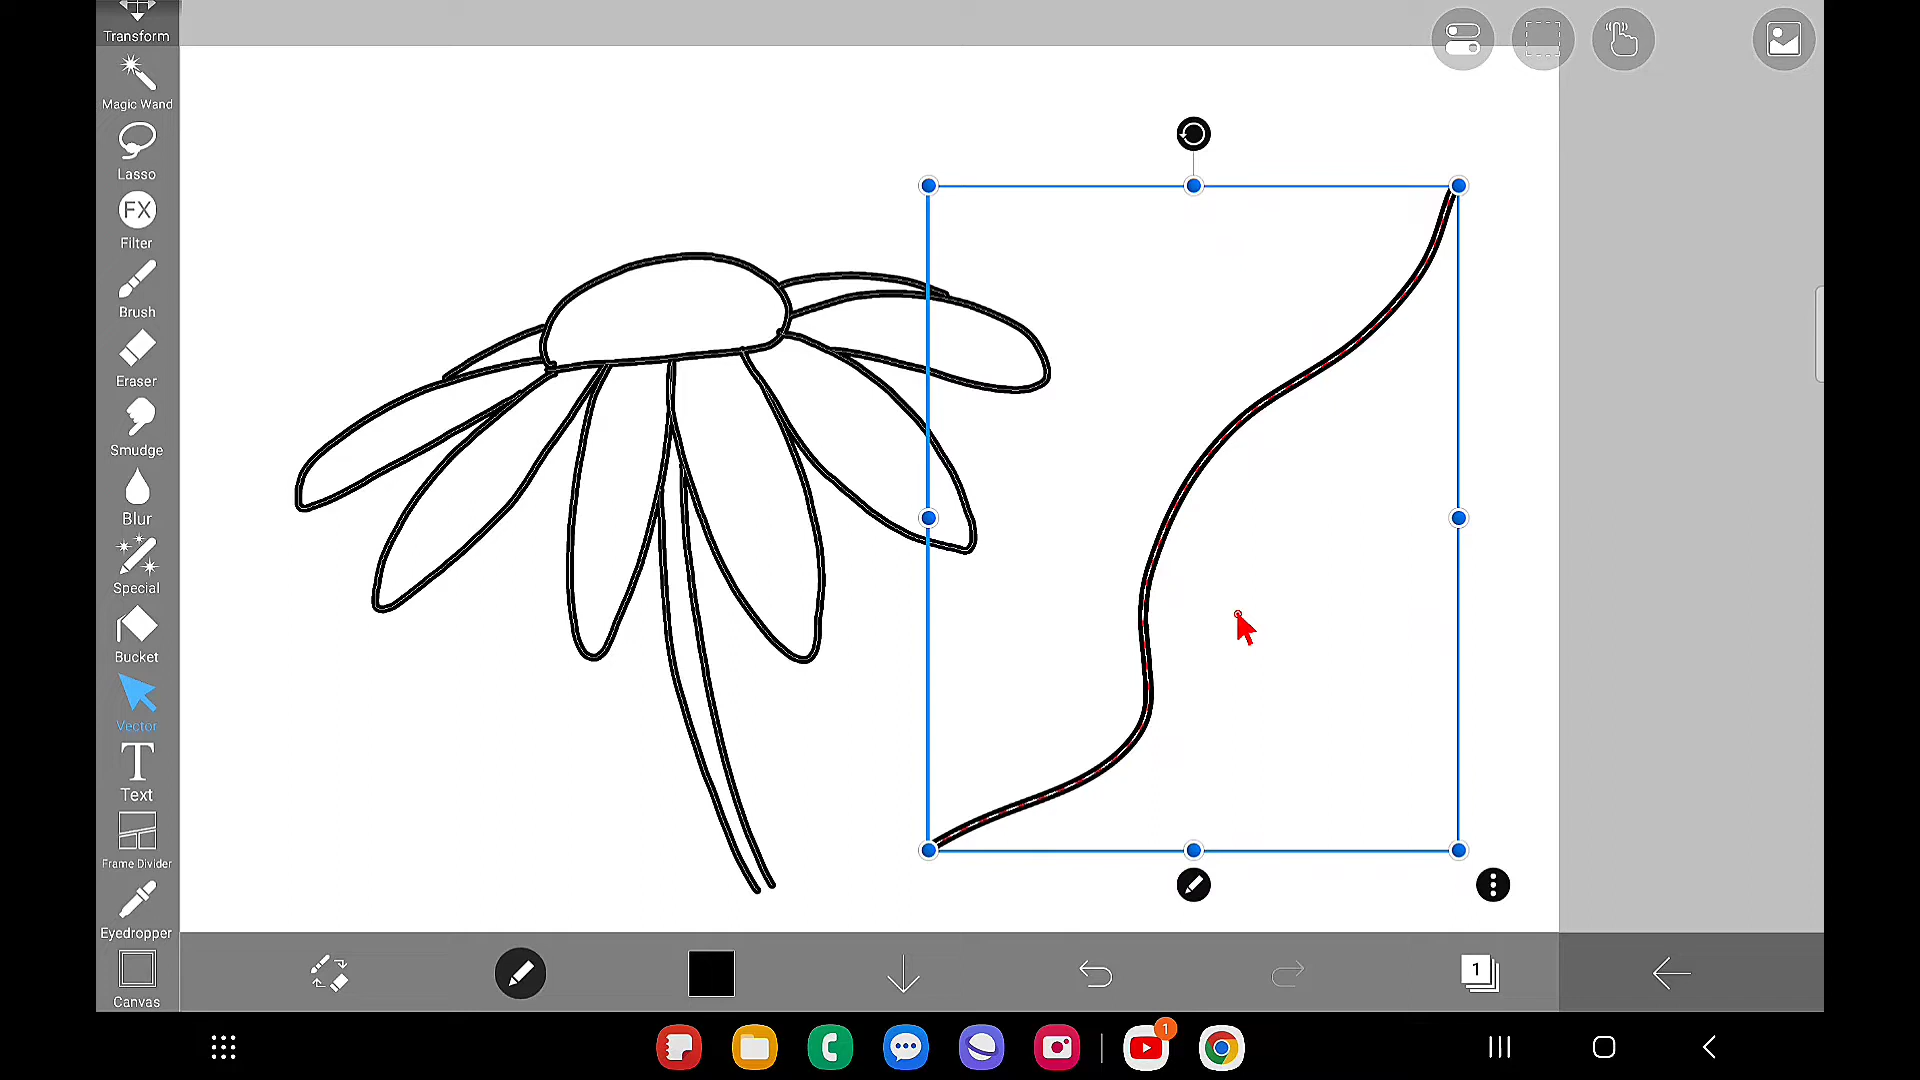 Transform
Magic Wand
Lasso
FX
Filter
Brush
Eraser
Smudge
Blur
Special
Bucket
Vector
T
Text
Frame Divider
Eyedropper
Canvas
1
1